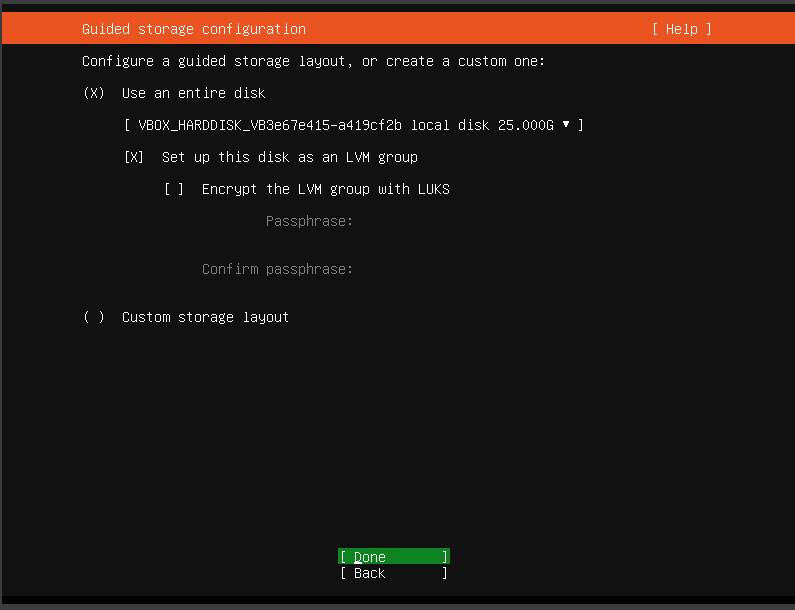 Guided storage configuration [ Help ]
Configure a guided storage layout, or create a custom one:
(X) Use an entire disk
[ VBOX_HARDDISK_VB3e67e415-a419cf2b local disk 25.000G ▾ ]
[X] Set up this disk as an LVM group
[ ] Encrypt the LVM group with LUKS
Passphrase:
Confirm passphrase:
( ) Custom storage layout
[ Done ]
[ Back ]